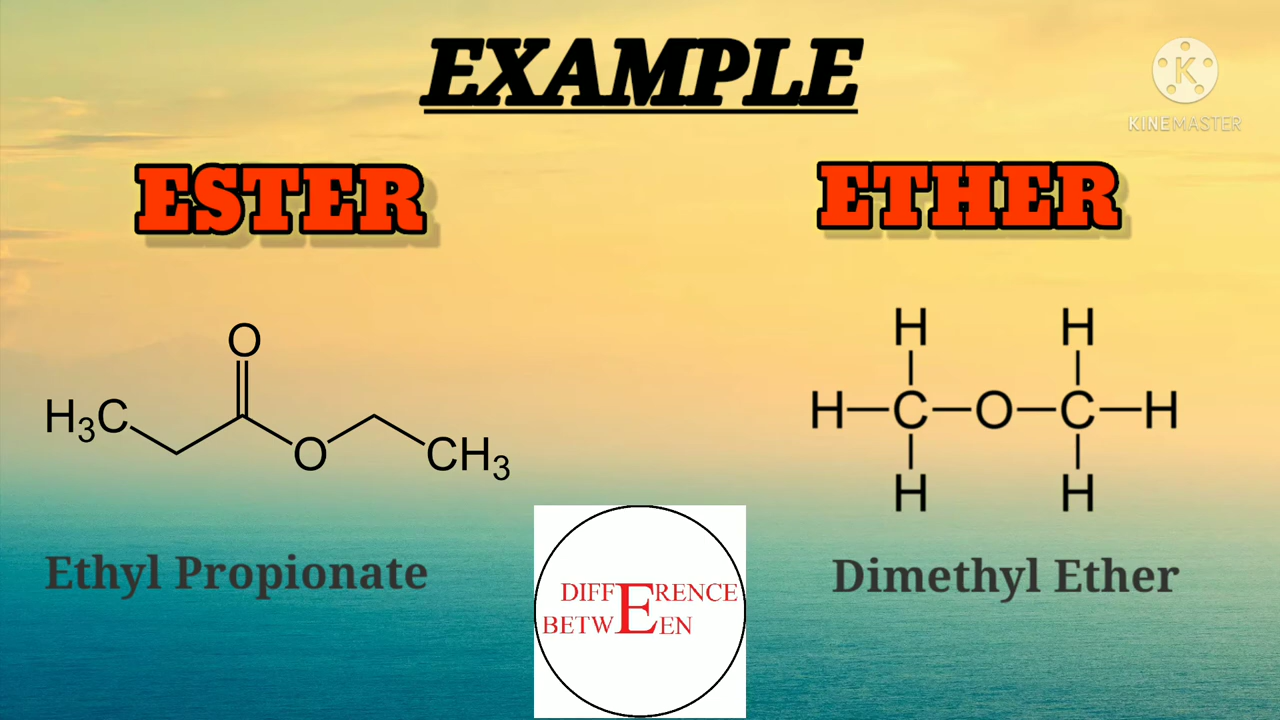 EXAMPLE
K
KINEMASTER
ESTER
ETHER
O
H₃C
O
CH₃
H H
H C O C H
H H
Ethyl Propionate
Dimethyl Ether
DIFFERENCE
BETWEEN